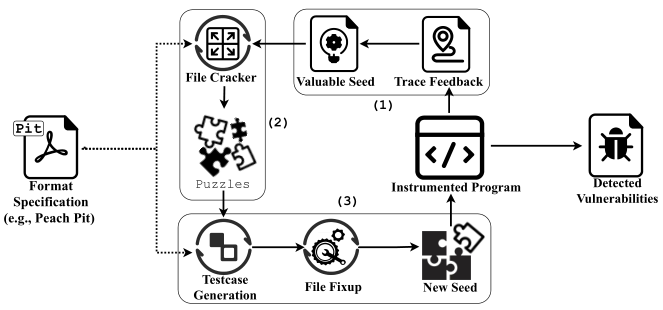 File Cracker
Valuable Seed
Trace Feedback
(1)
(2)
Pit
Puzzles
Format
Specification
(e.g., Peach Pit)
</>
Instrumented Program
Detected
Vulnerabilities
(3)
Testcase
Generation
File Fixup
New Seed